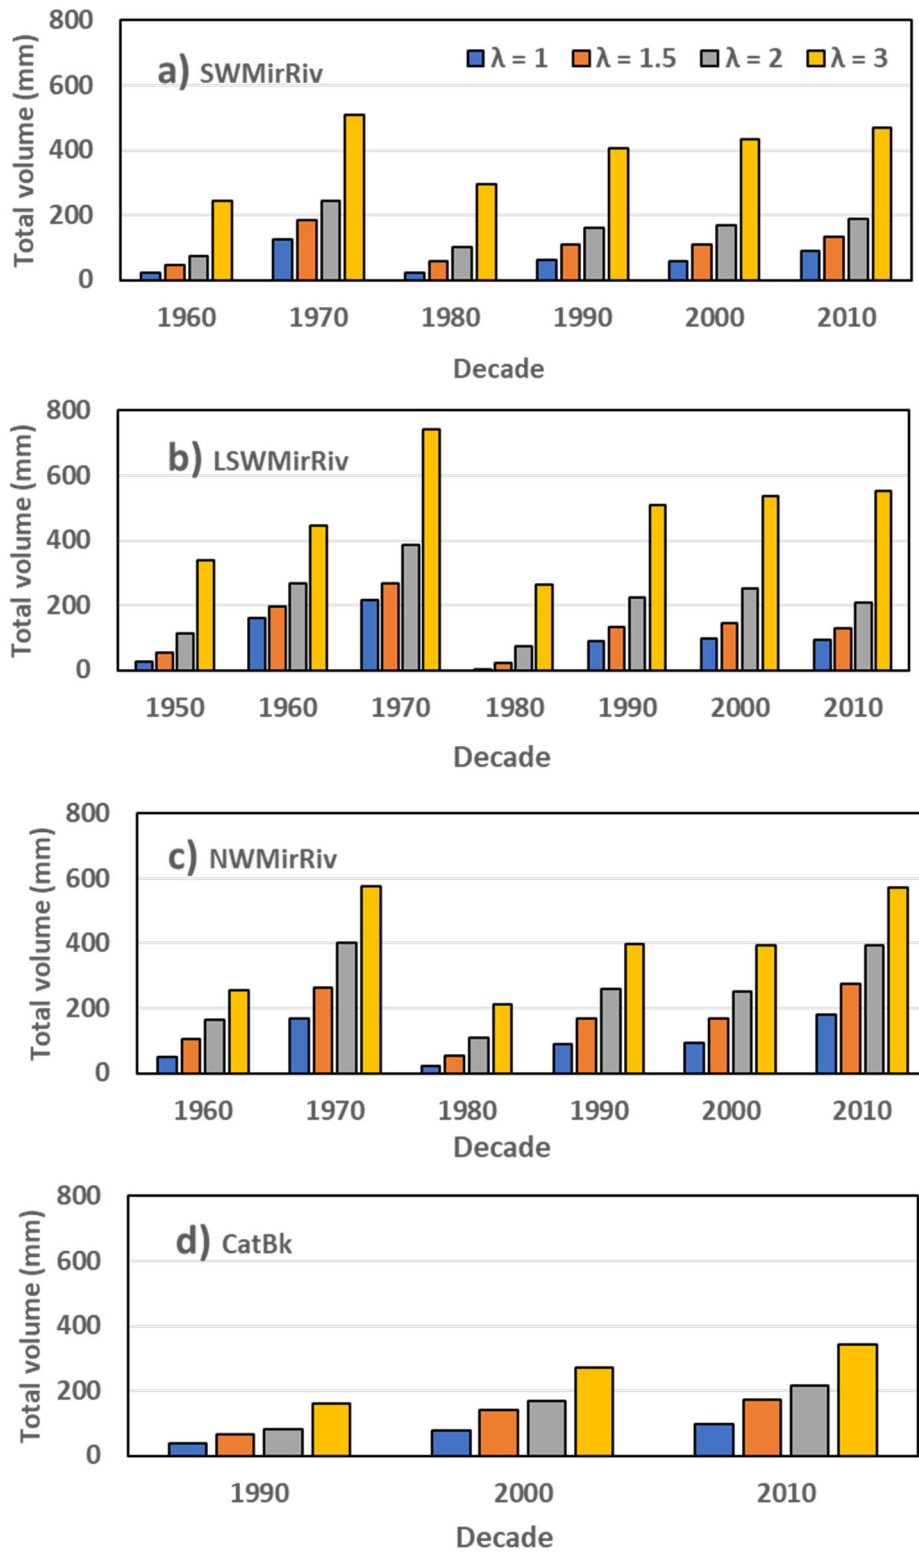 800
600
400
200
0
Total volume (mm)
a) SWMirRiv
λ = 1 λ = 1.5 λ = 2 λ = 3
1960 1970 1980 1990 2000 2010
Decade
800
600
400
200
0
Total volume (mm)
b) LSWMirRiv
1950 1960 1970 1980 1990 2000 2010
Decade
800
600
400
200
0
Total volume (mm)
c) NWMirRiv
1960 1970 1980 1990 2000 2010
Decade
800
600
400
200
0
Total volume (mm)
d) CatBk
1990 2000 2010
Decade